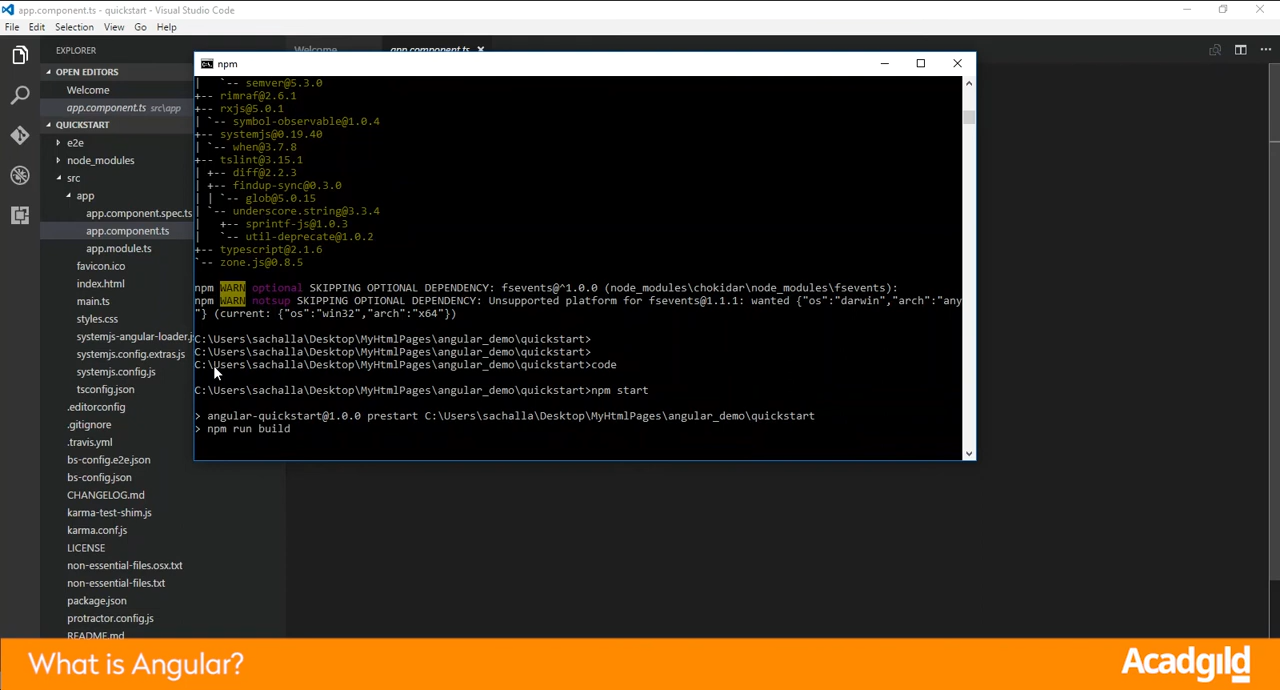 app.component.ts - quickstart - Visual Studio Code
File Edit Selection View Go Help
EXPLORER
Welcome
app.component.ts
OPEN EDITORS
Welcome
app.component.ts src\app
QUICKSTART
e2e
node_modules
src
app
app.component.spec.ts
app.component.ts
app.module.ts
favicon.ico
index.html
main.ts
styles.css
systemjs-angular-loader.j
systemjs.config.extras.js
systemjs.config.js
tsconfig.json
.editorconfig
.gitignore
.travis.yml
bs-config.e2e.json
bs-config.json
CHANGELOG.md
karma-test-shim.js
karma.conf.js
LICENSE
non-essential-files.osx.txt
non-essential-files.txt
package.json
protractor.config.js
README.md
npm
| `-- semver@5.3.0
+-- rimraf@2.6.1
+-- rxjs@5.0.1
| `-- symbol-observable@1.0.4
+-- systemjs@0.19.40
| `-- when@3.7.8
+-- tslint@3.15.1
| +-- diff@2.2.3
| +-- findup-sync@0.3.0
| | `-- glob@5.0.15
| `-- underscore.string@3.3.4
|   +-- sprintf-js@1.0.3
|   `-- util-deprecate@1.0.2
+-- typescript@2.1.6
`-- zone.js@0.8.5
npm WARN optional SKIPPING OPTIONAL DEPENDENCY: fsevents@^1.0.0 (node_modules\chokidar\node_modules\fsevents):
npm WARN notsup SKIPPING OPTIONAL DEPENDENCY: Unsupported platform for fsevents@1.1.1: wanted {"os":"darwin","arch":"any
"} (current: {"os":"win32","arch":"x64"})
C:\Users\sachalla\Desktop\MyHtmlPages\angular_demo\quickstart>
C:\Users\sachalla\Desktop\MyHtmlPages\angular_demo\quickstart>
C:\Users\sachalla\Desktop\MyHtmlPages\angular_demo\quickstart>code
C:\Users\sachalla\Desktop\MyHtmlPages\angular_demo\quickstart>npm start
> angular-quickstart@1.0.0 prestart C:\Users\sachalla\Desktop\MyHtmlPages\angular_demo\quickstart
> npm run build
What is Angular?
Acadgild